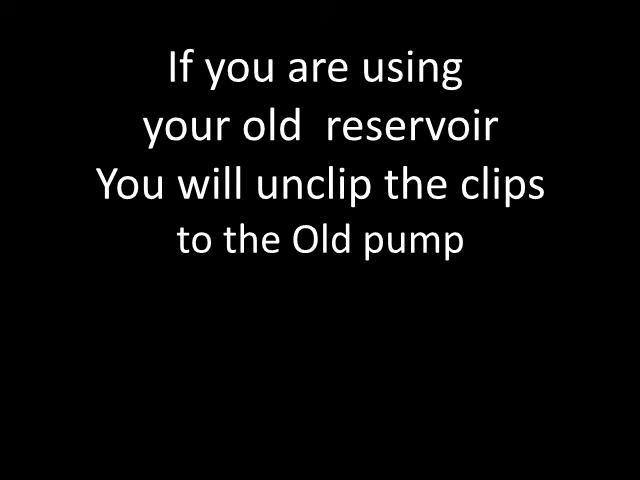 If you are using
your old  reservoir
You will unclip the clips
to the Old pump